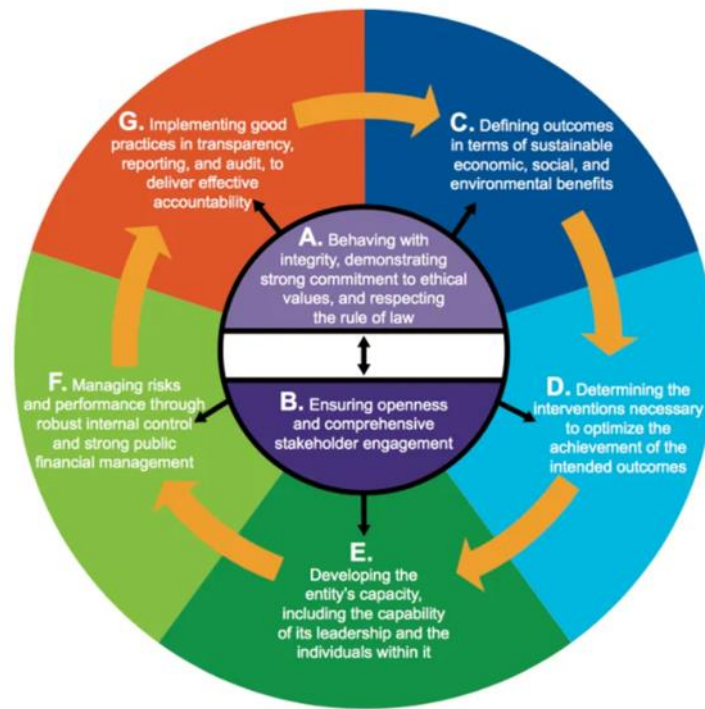 G. Implementing good
practices in transparency,
reporting, and audit, to
deliver effective
accountability
C. Defining outcomes
in terms of sustainable
economic, social, and
environmental benefits
A. Behaving with
integrity, demonstrating
strong commitment to ethical
values, and respecting
the rule of law
F. Managing risks
and performance through
robust internal control
and strong public
financial management
B. Ensuring openness
and comprehensive
stakeholder engagement
D. Determining the
interventions necessary
to optimize the
achievement of the
intended outcomes
E.
Developing the
entity's capacity,
including the capability
of its leadership and the
individuals within it